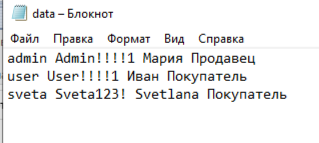 data – Блокнот
Файл Правка Формат Вид Справка
admin Admin!!!!1 Мария Продавец
user User!!!!1 Иван Покупатель
sveta Sveta123! Svetlana Покупатель